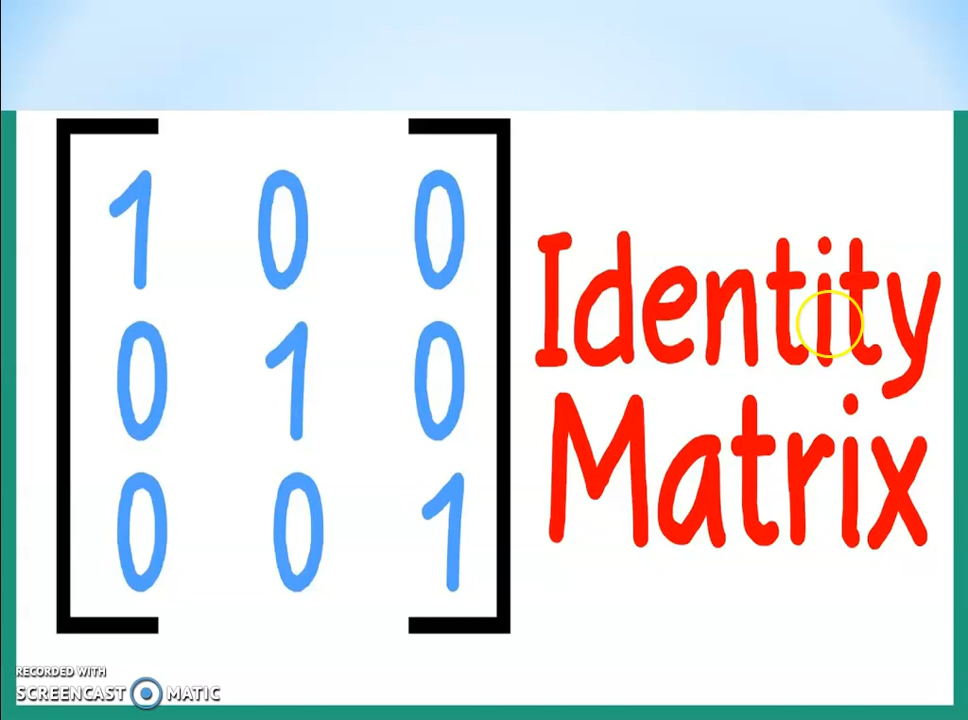 1 0 0
0 1 0
0 0 1
Identity
Matrix
RECORDED WITH
SCREENCAST MATIC